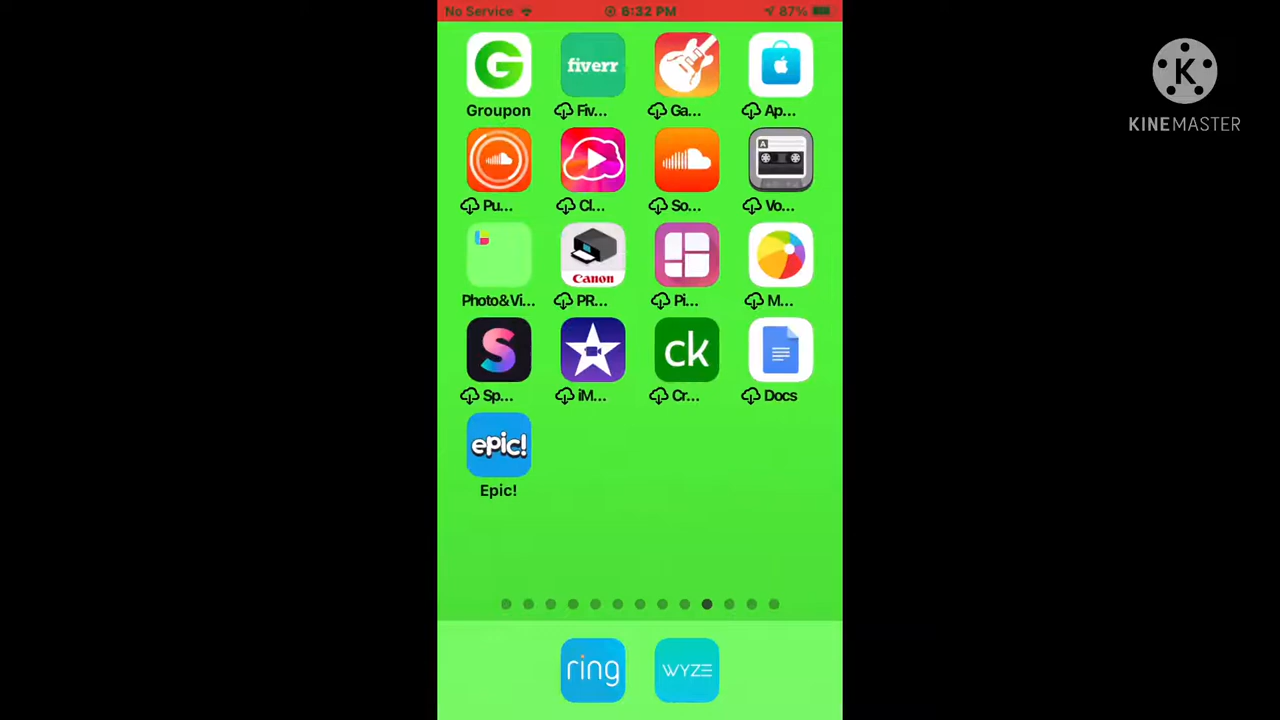 No Service 6:32 PM 87%
K
KINEMASTER
G fiverr
Groupon Fiv... Ga... Ap...
A
Pu... Cl... So... Vo...
Canon
Photo&Vi... PR... Pi... M...
S ck
Sp... iM... Cr... Docs
epic!
Epic!
ring WYZE